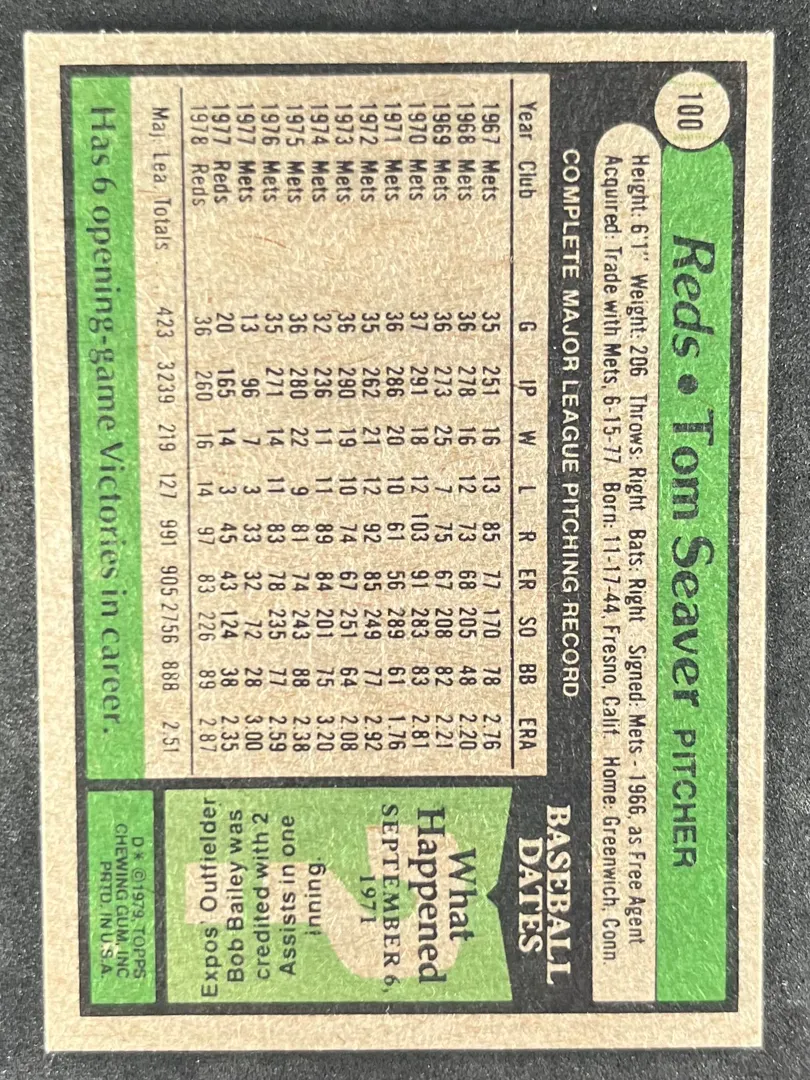 100
Reds • Tom Seaver PITCHER
Height: 6'1" Weight: 206 Throws: Right Bats: Right Signed: Mets - 1966, as Free Agent
Acquired: Trade with Mets, 6-15-77 Born: 11-17-44, Fresno, Calif. Home: Greenwich, Conn.
COMPLETE MAJOR LEAGUE PITCHING RECORD
Year Club G IP W L R ER SO BB ERA
1967 Mets 35 251 16 13 85 77 170 78 2.76
1968 Mets 36 278 16 12 73 68 205 48 2.20
1969 Mets 36 273 25 7 75 67 208 82 2.21
1970 Mets 37 291 18 12 103 91 283 83 2.81
1971 Mets 36 286 20 10 61 56 289 61 1.76
1972 Mets 35 262 21 12 92 85 249 77 2.92
1973 Mets 36 290 19 10 74 67 251 64 2.08
1974 Mets 32 236 11 11 89 84 201 75 3.20
1975 Mets 36 280 22 9 81 74 243 88 2.38
1976 Mets 35 271 14 11 83 78 235 77 2.59
1977 Mets 13 96 7 3 33 32 72 28 3.00
1977 Reds 20 165 14 3 45 43 124 38 2.35
1978 Reds 36 260 16 14 97 83 226 89 2.87
Maj. Lea. Totals 423 3239 219 127 991 905 2756 888 2.51
Has 6 opening-game Victories in career.
BASEBALL
DATES
What
Happened
SEPTEMBER 6,
1971
Expos' Outfielder,
Bob Bailey was
credited with 2
Assists in one
inning.
D* ©1979, TOPPS
CHEWING GUM, INC.
PRTD. IN U.S.A.